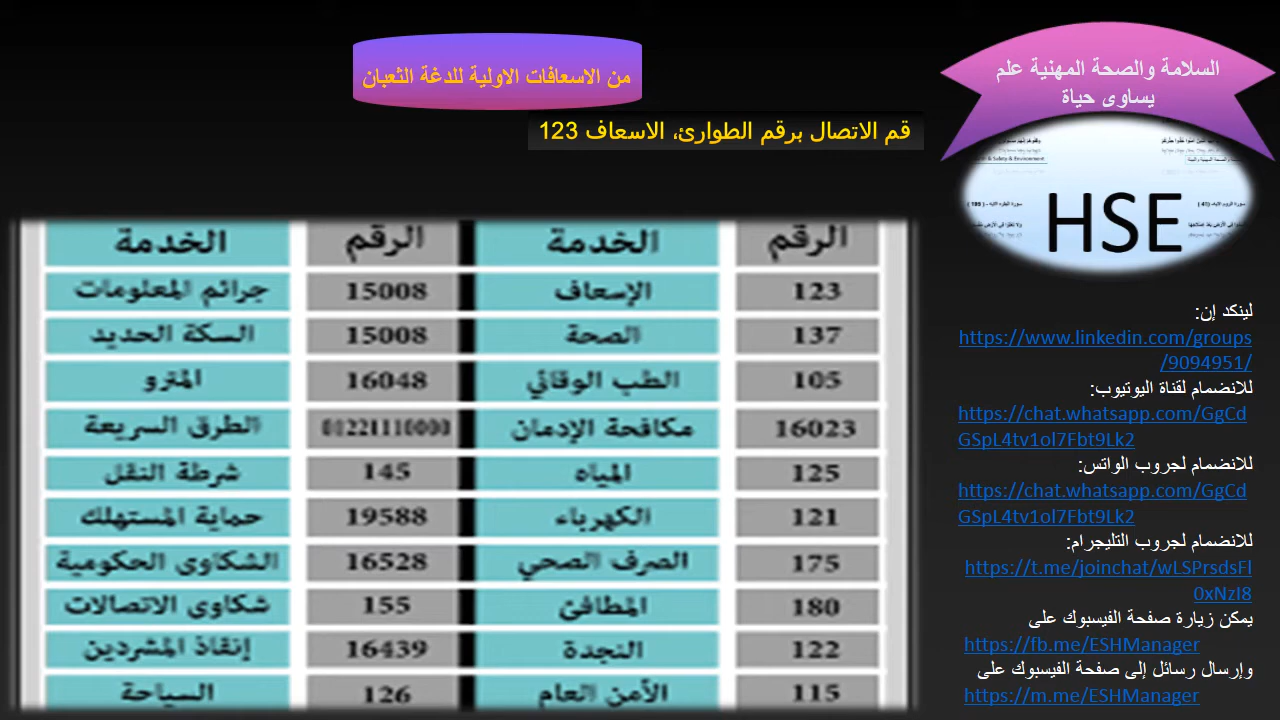 من الاسعافات الاولية للدغة الثعبان
قم الاتصال برقم الطوارئ، الاسعاف 123
السلامة والصحة المهنية علم
يساوى حياة
HSE
الرقم الخدمة الرقم الخدمة
123 الإسعاف 15008 جرائم المعلومات
137 الصحة 15008 السكة الحديد
105 الطب الوقائي 16048 المترو
16023 مكافحة الإدمان 01221110000 الطرق السريعة
125 المياه 145 شرطة النقل
121 الكهرباء 19588 حماية المستهلك
175 الصرف الصحي 16528 الشكاوى الحكومية
180 المطافئ 155 شكاوى الاتصالات
122 النجدة 16439 إنقاذ المشردين
115 الأمن العام 126 السياحة
لينكد إن:
https://www.linkedin.com/groups
/9094951/
للانضمام لقناة اليوتيوب:
https://chat.whatsapp.com/GgCd
GSpL4tv1ol7Fbt9Lk2
للانضمام لجروب الواتس:
https://chat.whatsapp.com/GgCd
GSpL4tv1ol7Fbt9Lk2
للانضمام لجروب التليجرام:
https://t.me/joinchat/wLSPrsdsFl
0xNzI8
يمكن زيارة صفحة الفيسبوك على
https://fb.me/ESHManager
وإرسال رسائل إلى صفحة الفيسبوك على
https://m.me/ESHManager